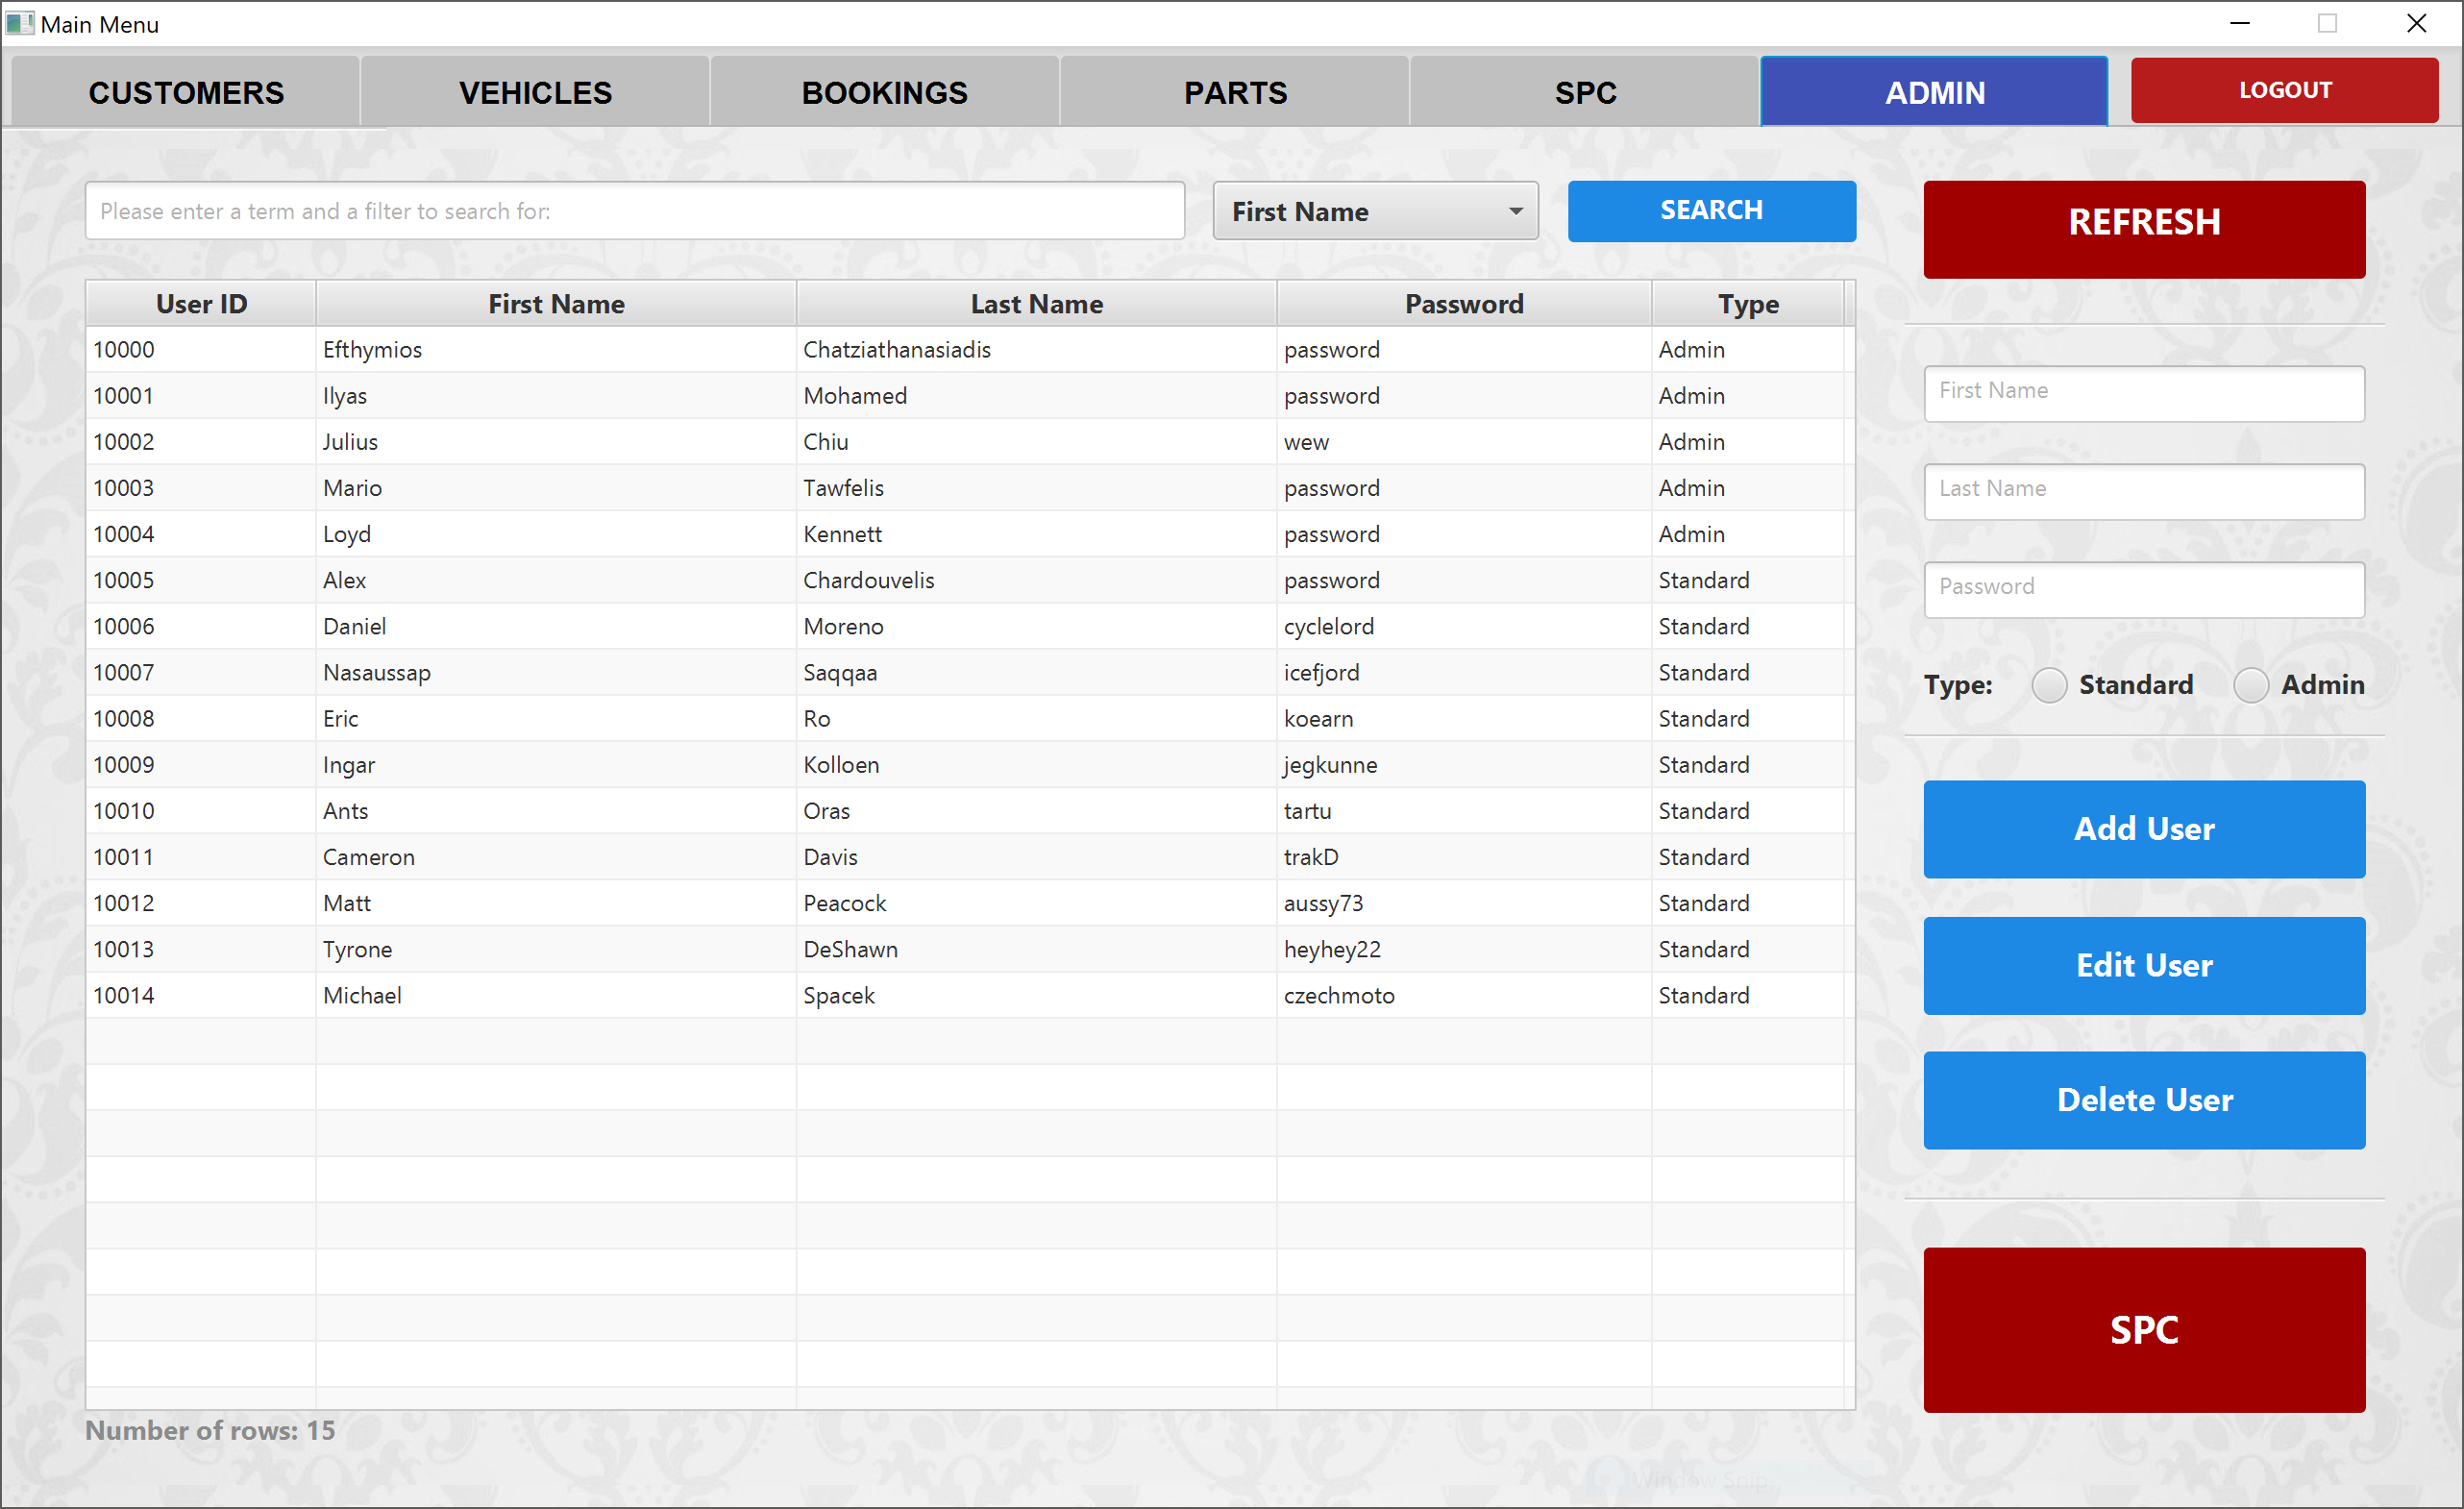 Main Menu
CUSTOMERS VEHICLES BOOKINGS PARTS SPC ADMIN LOGOUT
Please enter a term and a filter to search for: First Name SEARCH REFRESH
User ID First Name Last Name Password Type
10000 Efthymios Chatziathanasiadis password Admin
10001 Ilyas Mohamed password Admin
10002 Julius Chiu wew Admin
10003 Mario Tawfelis password Admin
10004 Loyd Kennett password Admin
10005 Alex Chardouvelis password Standard
10006 Daniel Moreno cyclelord Standard
10007 Nasaussap Saqqaa icefjord Standard
10008 Eric Ro koearn Standard
10009 Ingar Kolloen jegkunne Standard
10010 Ants Oras tartu Standard
10011 Cameron Davis trakD Standard
10012 Matt Peacock aussy73 Standard
10013 Tyrone DeShawn heyhey22 Standard
10014 Michael Spacek czechmoto Standard
Number of rows: 15
First Name
Last Name
Password
Type: Standard Admin
Add User
Edit User
Delete User
SPC
Window Snip